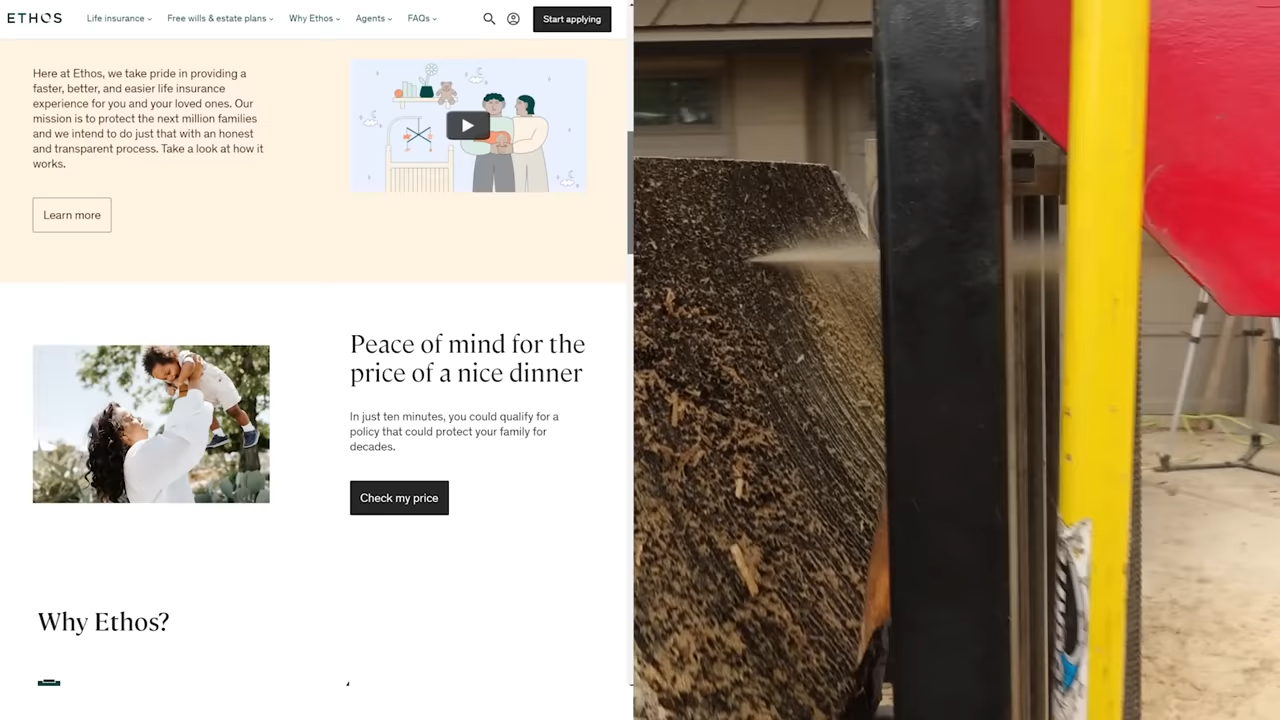 ETHOS
Life insurance
Free wills & estate plans
Why Ethos
Agents
FAQs
Start applying
Here at Ethos, we take pride in providing a
faster, better, and easier life insurance
experience for you and your loved ones. Our
mission is to protect the next million families
and we intend to do just that with an honest
and transparent process. Take a look at how it
works.
Learn more
Peace of mind for the
price of a nice dinner
In just ten minutes, you could qualify for a
policy that could protect your family for
decades.
Check my price
Why Ethos?